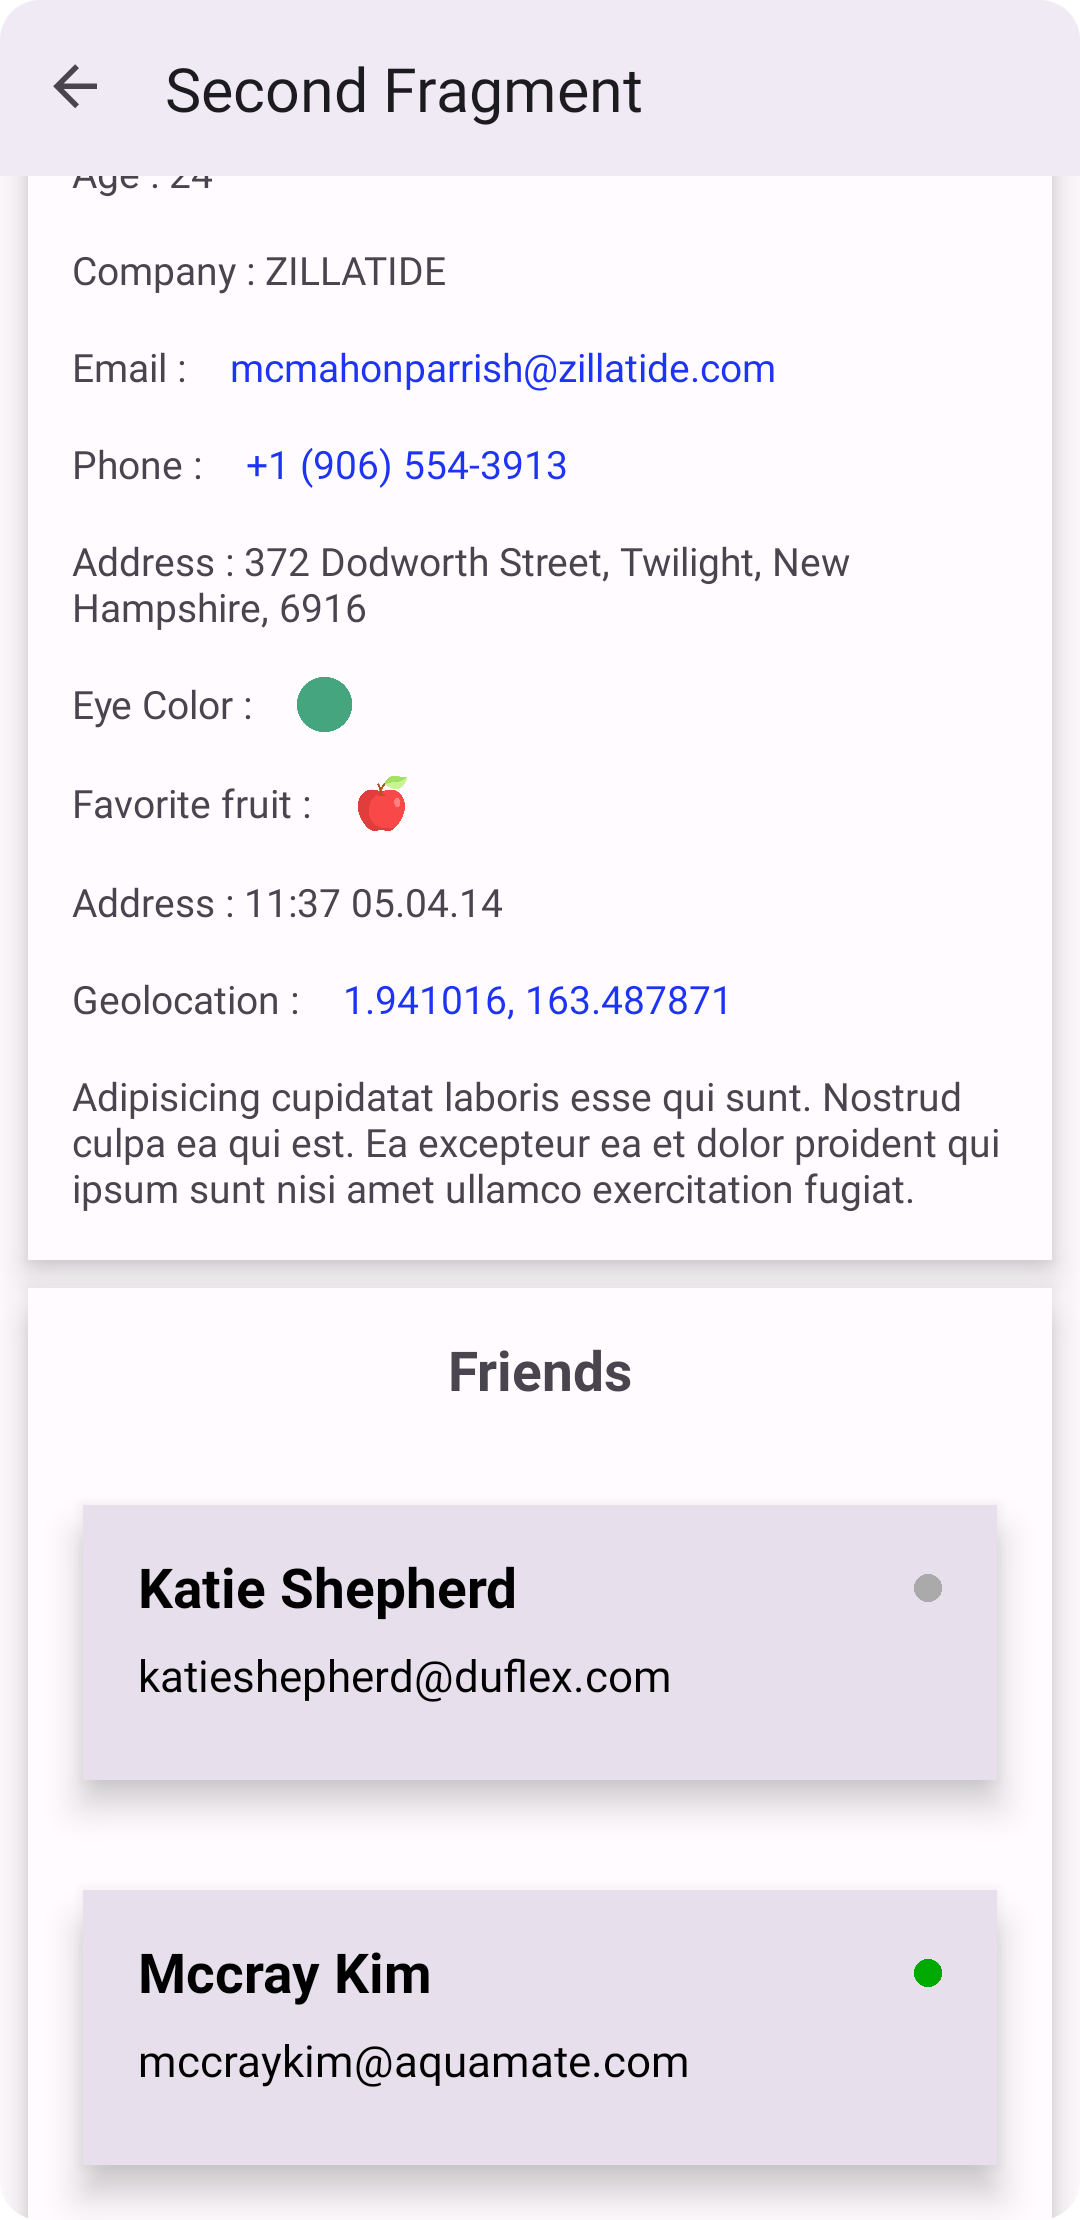 Second Fragment
Age : 24
Company : ZILLATIDE
Email : mcmahonparrish@zillatide.com
Phone : +1 (906) 554-3913
Address : 372 Dodworth Street, Twilight, New
Hampshire, 6916
Eye Color :
Favorite fruit :
Address : 11:37 05.04.14
Geolocation : 1.941016, 163.487871
Adipisicing cupidatat laboris esse qui sunt. Nostrud
culpa ea qui est. Ea excepteur ea et dolor proident qui
ipsum sunt nisi amet ullamco exercitation fugiat.
Friends
Katie Shepherd
katieshepherd@duflex.com
Mccray Kim
mccraykim@aquamate.com